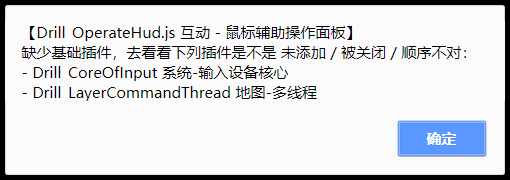 【Drill_OperateHud.js 互动 - 鼠标辅助操作面板】
缺少基础插件，去看看下列插件是不是 未添加 / 被关闭 / 顺序不对：
- Drill_CoreOfInput 系统-输入设备核心
- Drill_LayerCommandThread 地图-多线程
确定